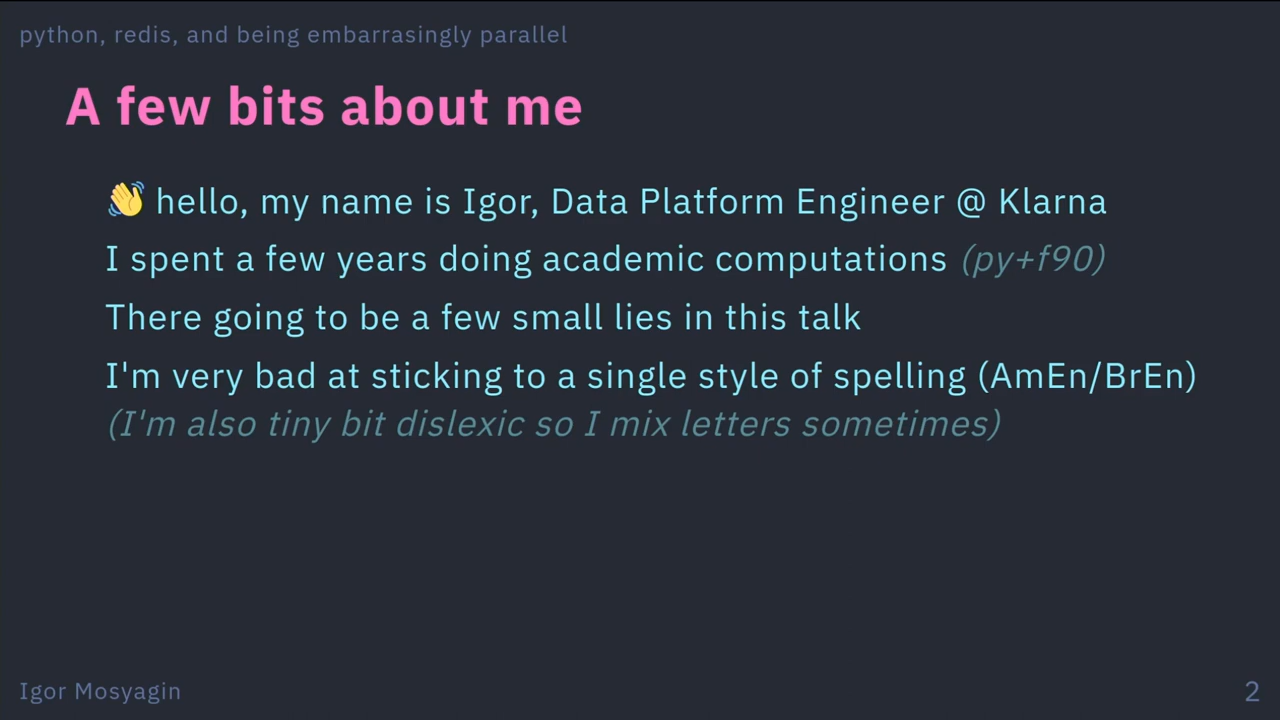 python, redis, and being embarrasingly parallel
A few bits about me
👋 hello, my name is Igor, Data Platform Engineer @ Klarna
I spent a few years doing academic computations (py+f90)
There going to be a few small lies in this talk
I'm very bad at sticking to a single style of spelling (AmEn/BrEn)
(I'm also tiny bit dislexic so I mix letters sometimes)
Igor Mosyagin
2